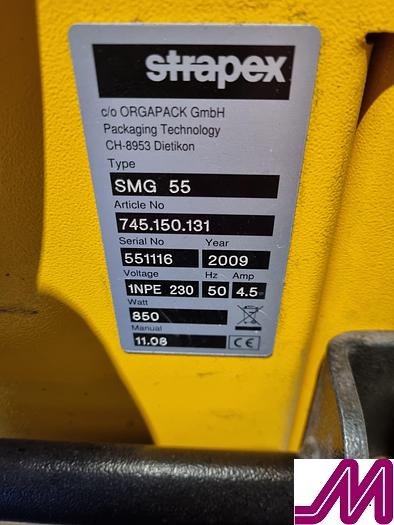 strapex
c/o ORGAPACK GmbH
Packaging Technology
CH-8953 Dietikon
Type
SMG 55
Article No
745.150.131
Serial No Year
551116 2009
Voltage Hz Amp
1NPE 230 50 4.5
Watt
850
Manual
11.08 CE
M